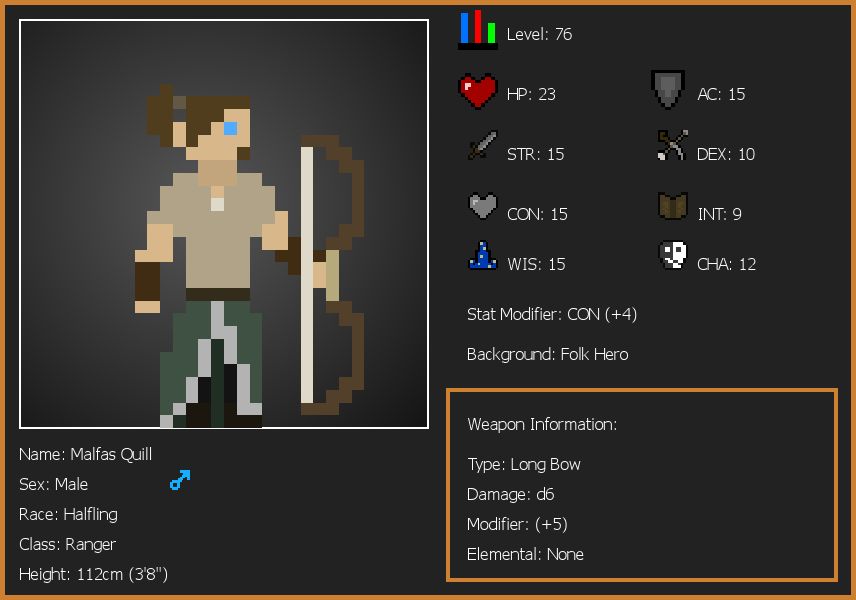 Level: 76
HP: 23
AC: 15
STR: 15
DEX: 10
CON: 15
INT: 9
WIS: 15
CHA: 12
Stat Modifier: CON (+4)
Background: Folk Hero
Weapon Information:
Type: Long Bow
Damage: d6
Modifier: (+5)
Elemental: None
Name: Malfas Quill
Sex: Male
Race: Halfling
Class: Ranger
Height: 112cm (3'8")